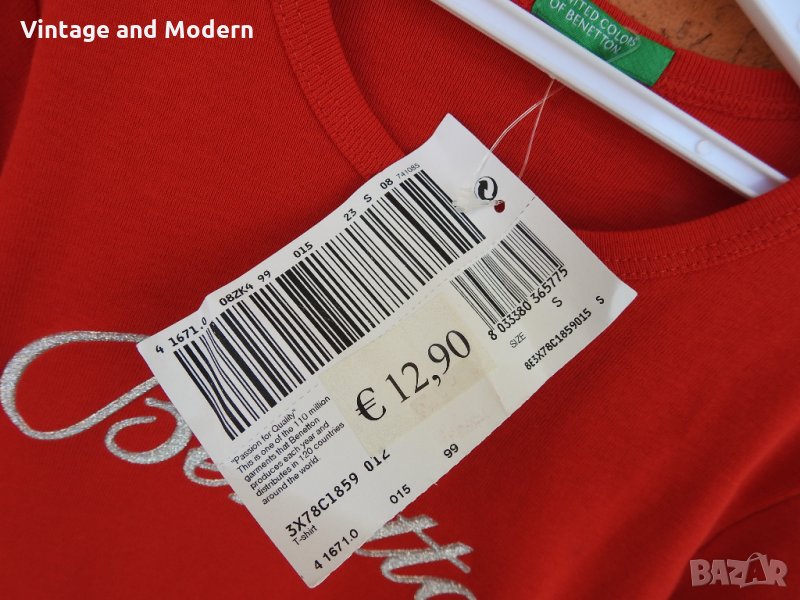 Vintage and Modern
UNITED COLORS
OF BENETTON
741085
08ZK4 99 015 23 S 08
4 1671.0
8 033380 365775
SIZE S
8E3X78C1859015 S
€ 12,90
"Passion for Quality"
This is one of the 110 million
garments that Benetton
produces each year and
distributes in 120 countries
around the world
3X78C1859 012
T-shirt
4 1671.0 015 99
BAZAR